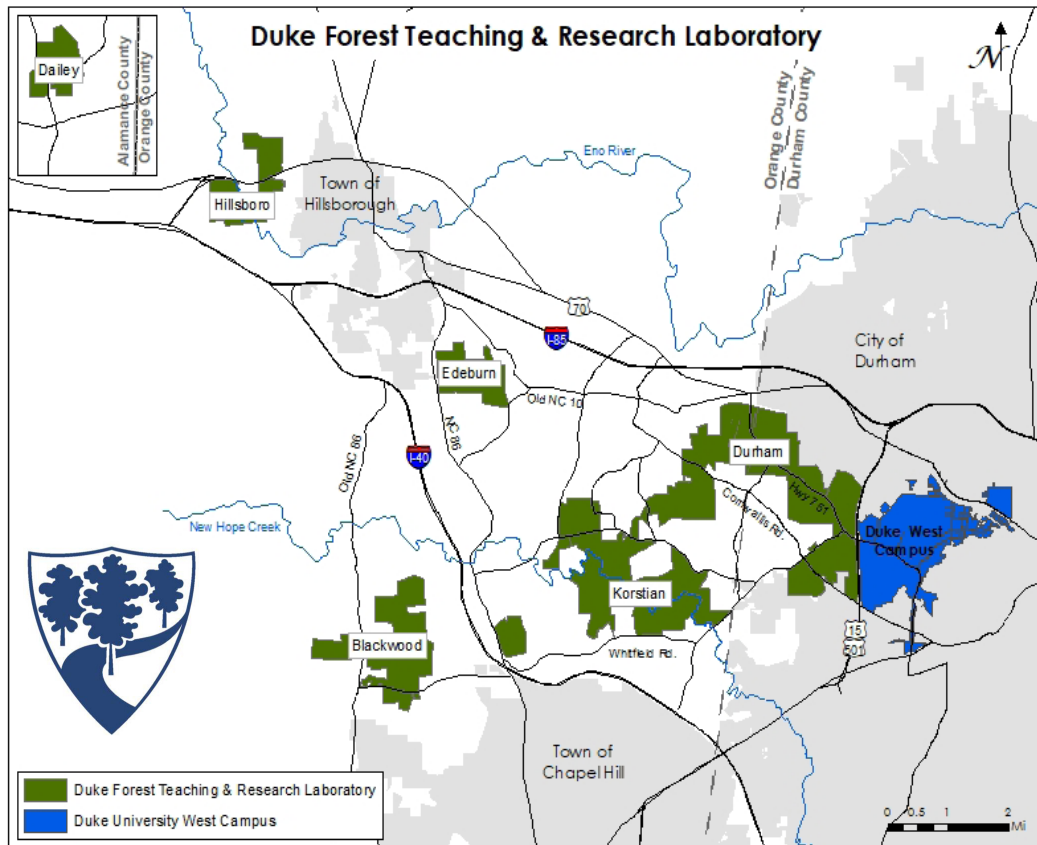 Duke Forest Teaching & Research Laboratory
N
Dailey
Alamance County
Orange County
Orange County
Durham County
Eno River
Town of
Hillsborough
Hillsboro
70
I-85
City of
Durham
Edeburn
Old NC 10
NC 86
Old NC 86
I-40
Durham
Hwy 751
Cornwallis Rd.
New Hope Creek
Duke West
Campus
Korstian
Blackwood
Whitfield Rd.
15
501
Town of
Chapel Hill
Duke Forest Teaching & Research Laboratory
Duke University West Campus
0 0.5 1 2
Mi